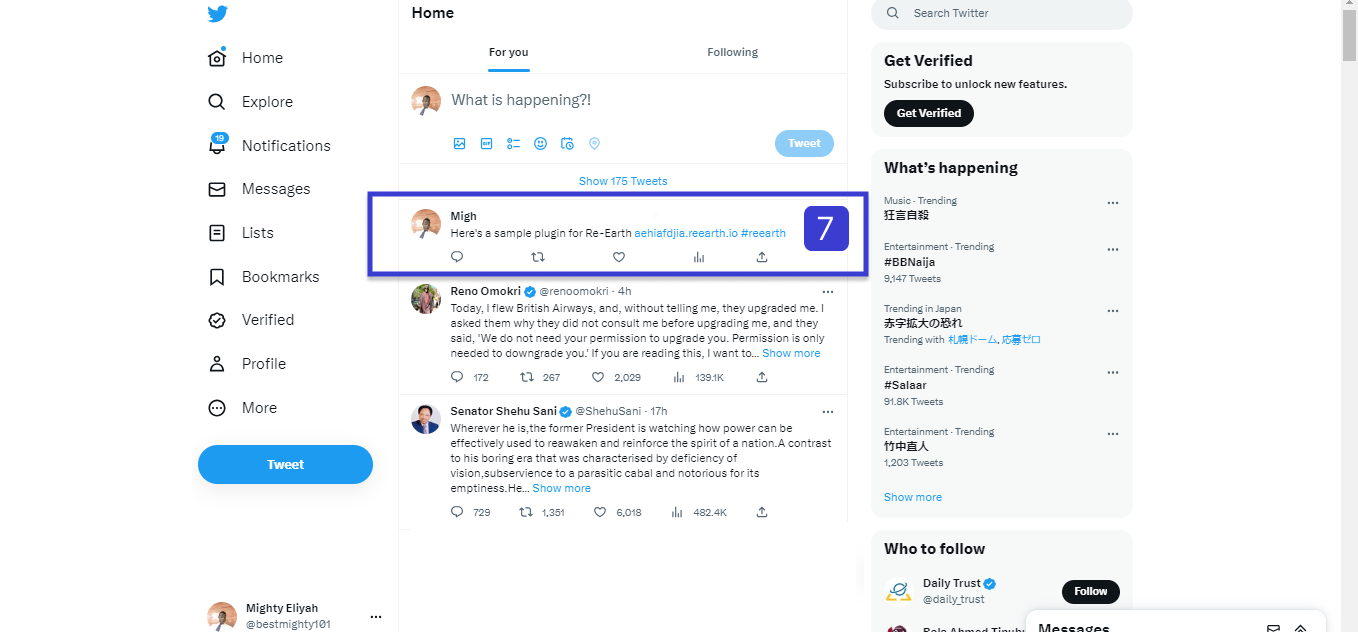 Home
Explore
19
Notifications
Messages
Lists
Bookmarks
Verified
Profile
More
Tweet
Mighty Eliyah
@bestmighty101
Home
For you
Following
What is happening?!
GIF
Tweet
Show 175 Tweets
Migh
Here's a sample plugin for Re-Earth aehiafdjia.reearth.io #reearth
7
Reno Omokri @renoomokri · 4h
Today, I flew British Airways, and, without telling me, they upgraded me. I
asked them why they did not consult me before upgrading me, and they
said, 'We do not need your permission to upgrade you. Permission is only
needed to downgrade you.' If you are reading this, I want to... Show more
172 267 2,029 139.1K
Senator Shehu Sani @ShehuSani · 17h
Wherever he is,the former President is watching how power can be
effectively used to reawaken and reinforce the spirit of a nation.A contrast
to his boring era that was characterised by deficiency of
vision,subservience to a parasitic cabal and notorious for its
emptiness.He... Show more
729 1,351 6,018 482.4K
Search Twitter
Get Verified
Subscribe to unlock new features.
Get Verified
What's happening
Music · Trending
狂言自殺
Entertainment · Trending
#BBNaija
9,147 Tweets
Trending in Japan
赤字拡大の恐れ
Trending with 札幌ドーム, 応募ゼロ
Entertainment · Trending
#Salaar
91.8K Tweets
Entertainment · Trending
竹中直人
1,203 Tweets
Show more
Who to follow
Daily Trust
@daily_trust
Follow
Bola Ahmed Tinubu
Messages